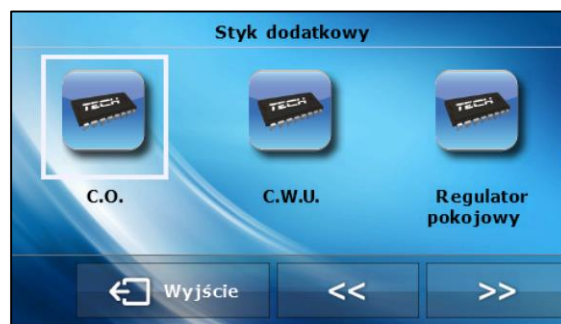 Styk dodatkowy
TECH TECH TECH
C.O. C.W.U. Regulator
pokojowy
Wyjście << >>